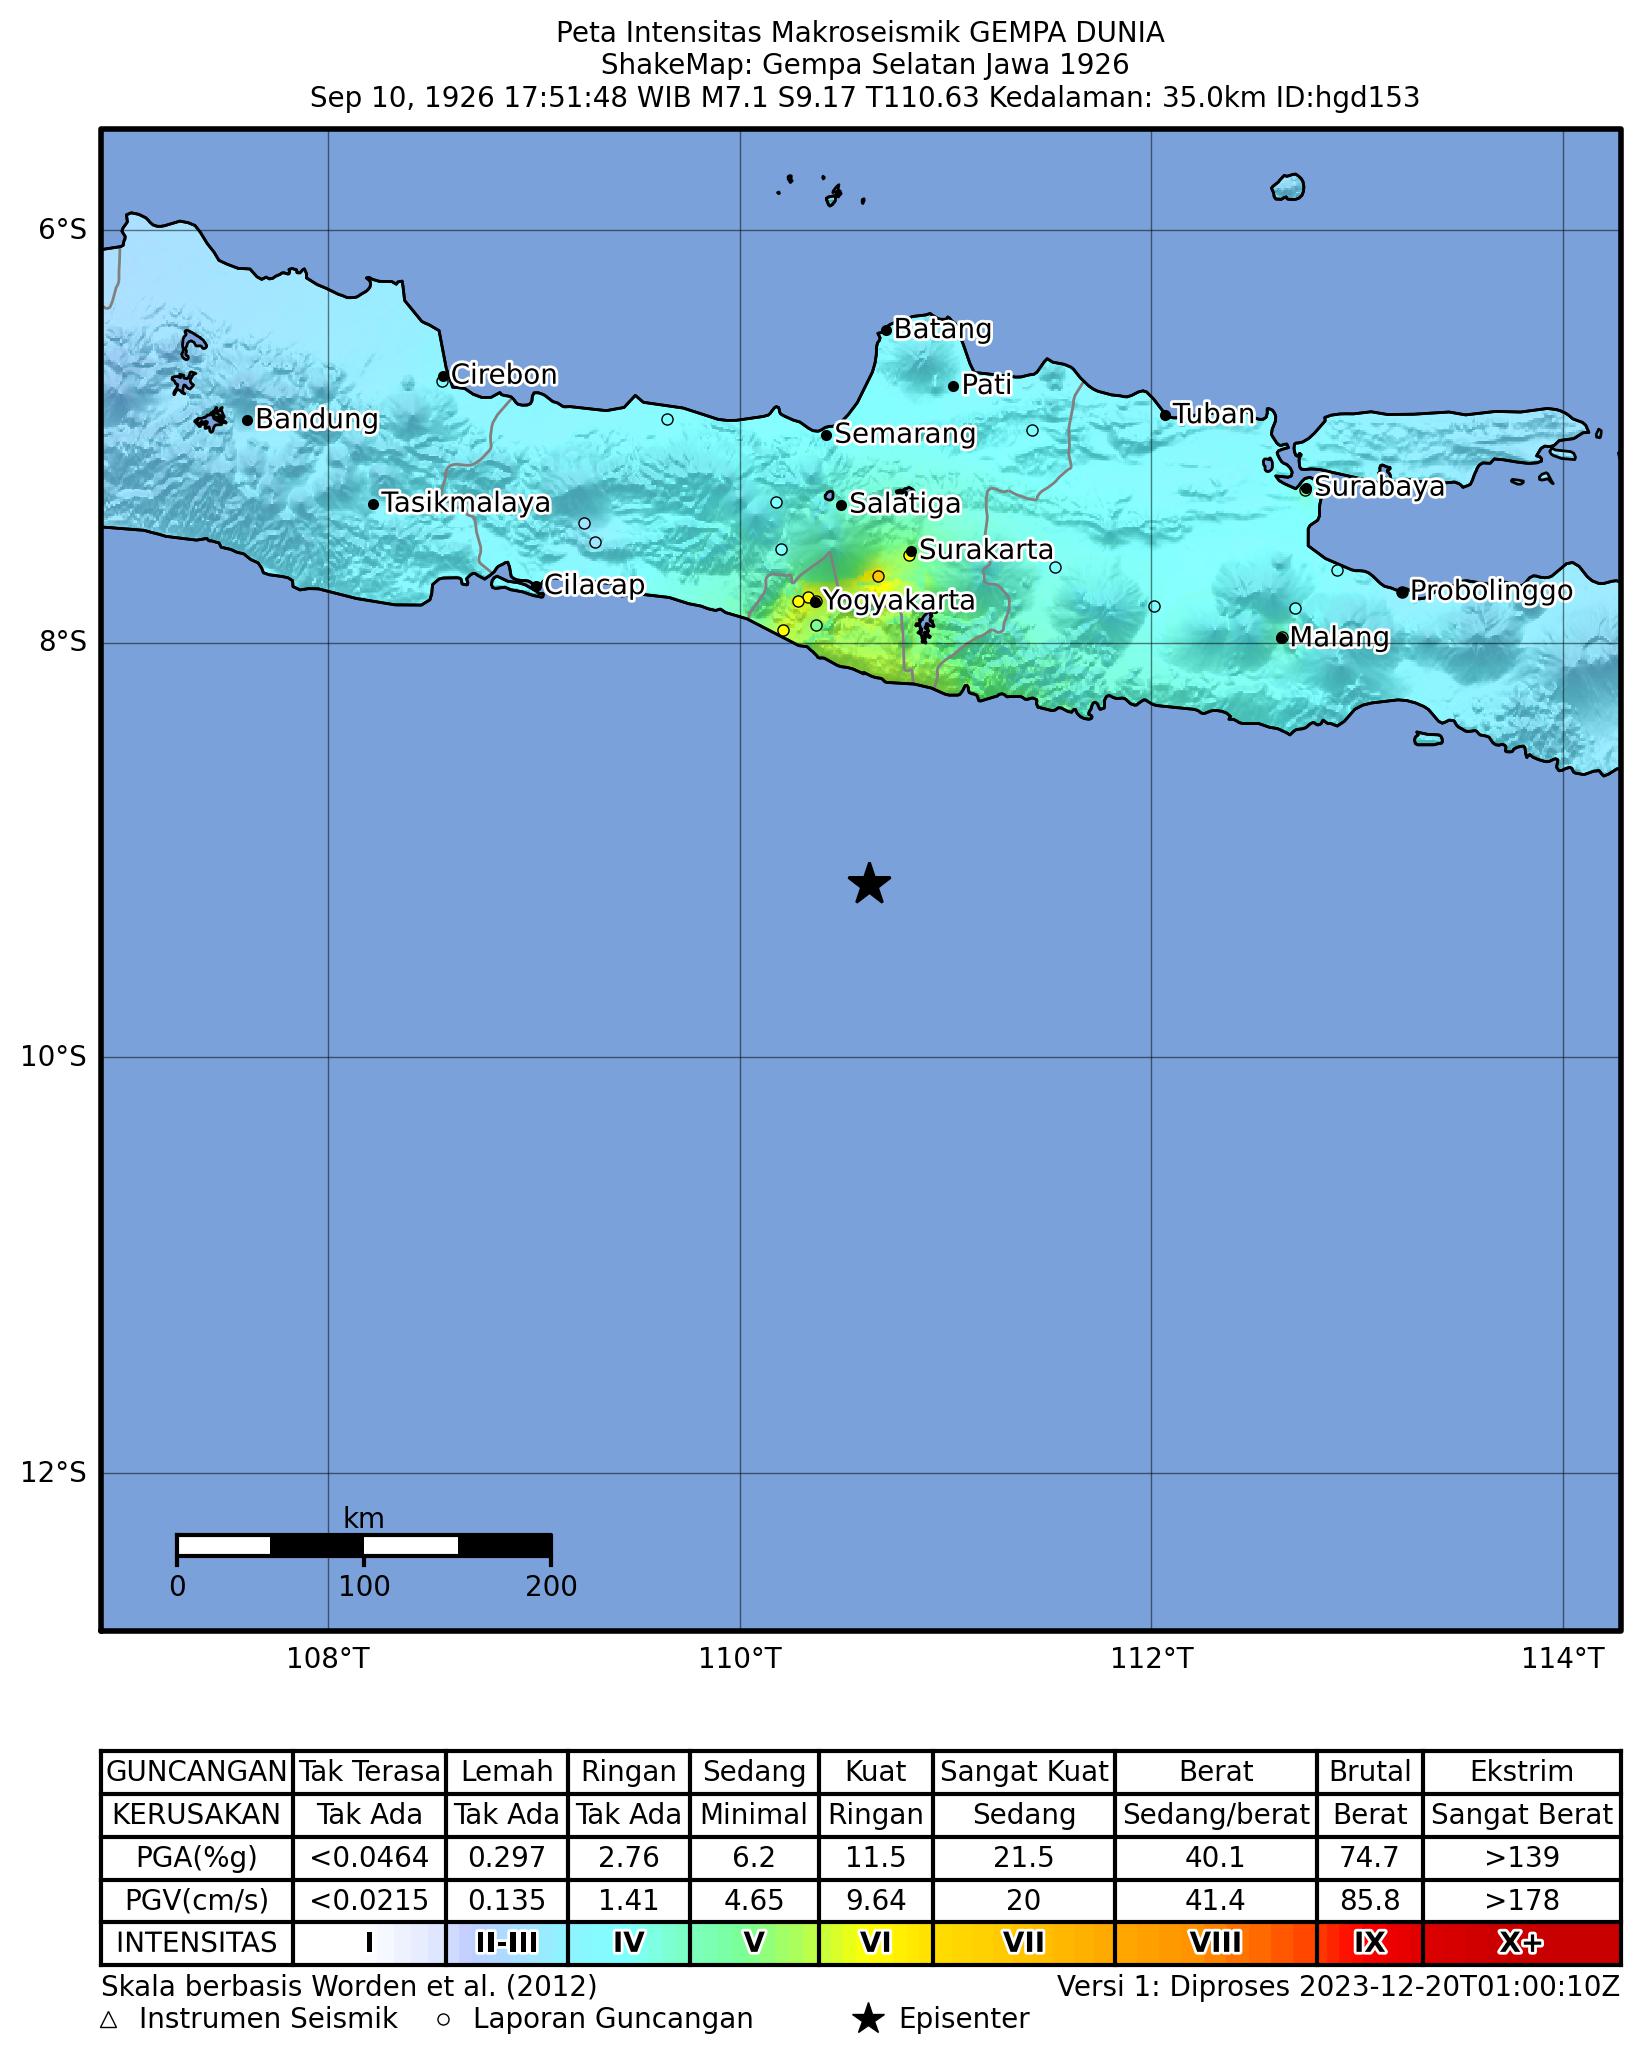 Peta Intensitas Makroseismik GEMPA DUNIA
ShakeMap: Gempa Selatan Jawa 1926
Sep 10, 1926 17:51:48 WIB M7.1 S9.17 T110.63 Kedalaman: 35.0km ID:hgd153
6°S
Batang
Cirebon
Pati
Bandung
Tuban
Semarang
Surabaya
Tasikmalaya
Salatiga
Surakarta
Cilacap
Probolinggo
Yogyakarta
8°S
Malang
10°S
12°S
km
0 100 200
108°T 110°T 112°T 114°T
GUNCANGAN Tak Terasa Lemah Ringan Sedang Kuat Sangat Kuat Berat Brutal Ekstrim
KERUSAKAN Tak Ada Tak Ada Tak Ada Minimal Ringan Sedang Sedang/berat Berat Sangat Berat
PGA(%g) <0.0464 0.297 2.76 6.2 11.5 21.5 40.1 74.7 >139
PGV(cm/s) <0.0215 0.135 1.41 4.65 9.64 20 41.4 85.8 >178
INTENSITAS I II-III IV V VI VII VIII IX X+
Skala berbasis Worden et al. (2012) Versi 1: Diproses 2023-12-20T01:00:10Z
Instrumen Seismik Laporan Guncangan Episenter